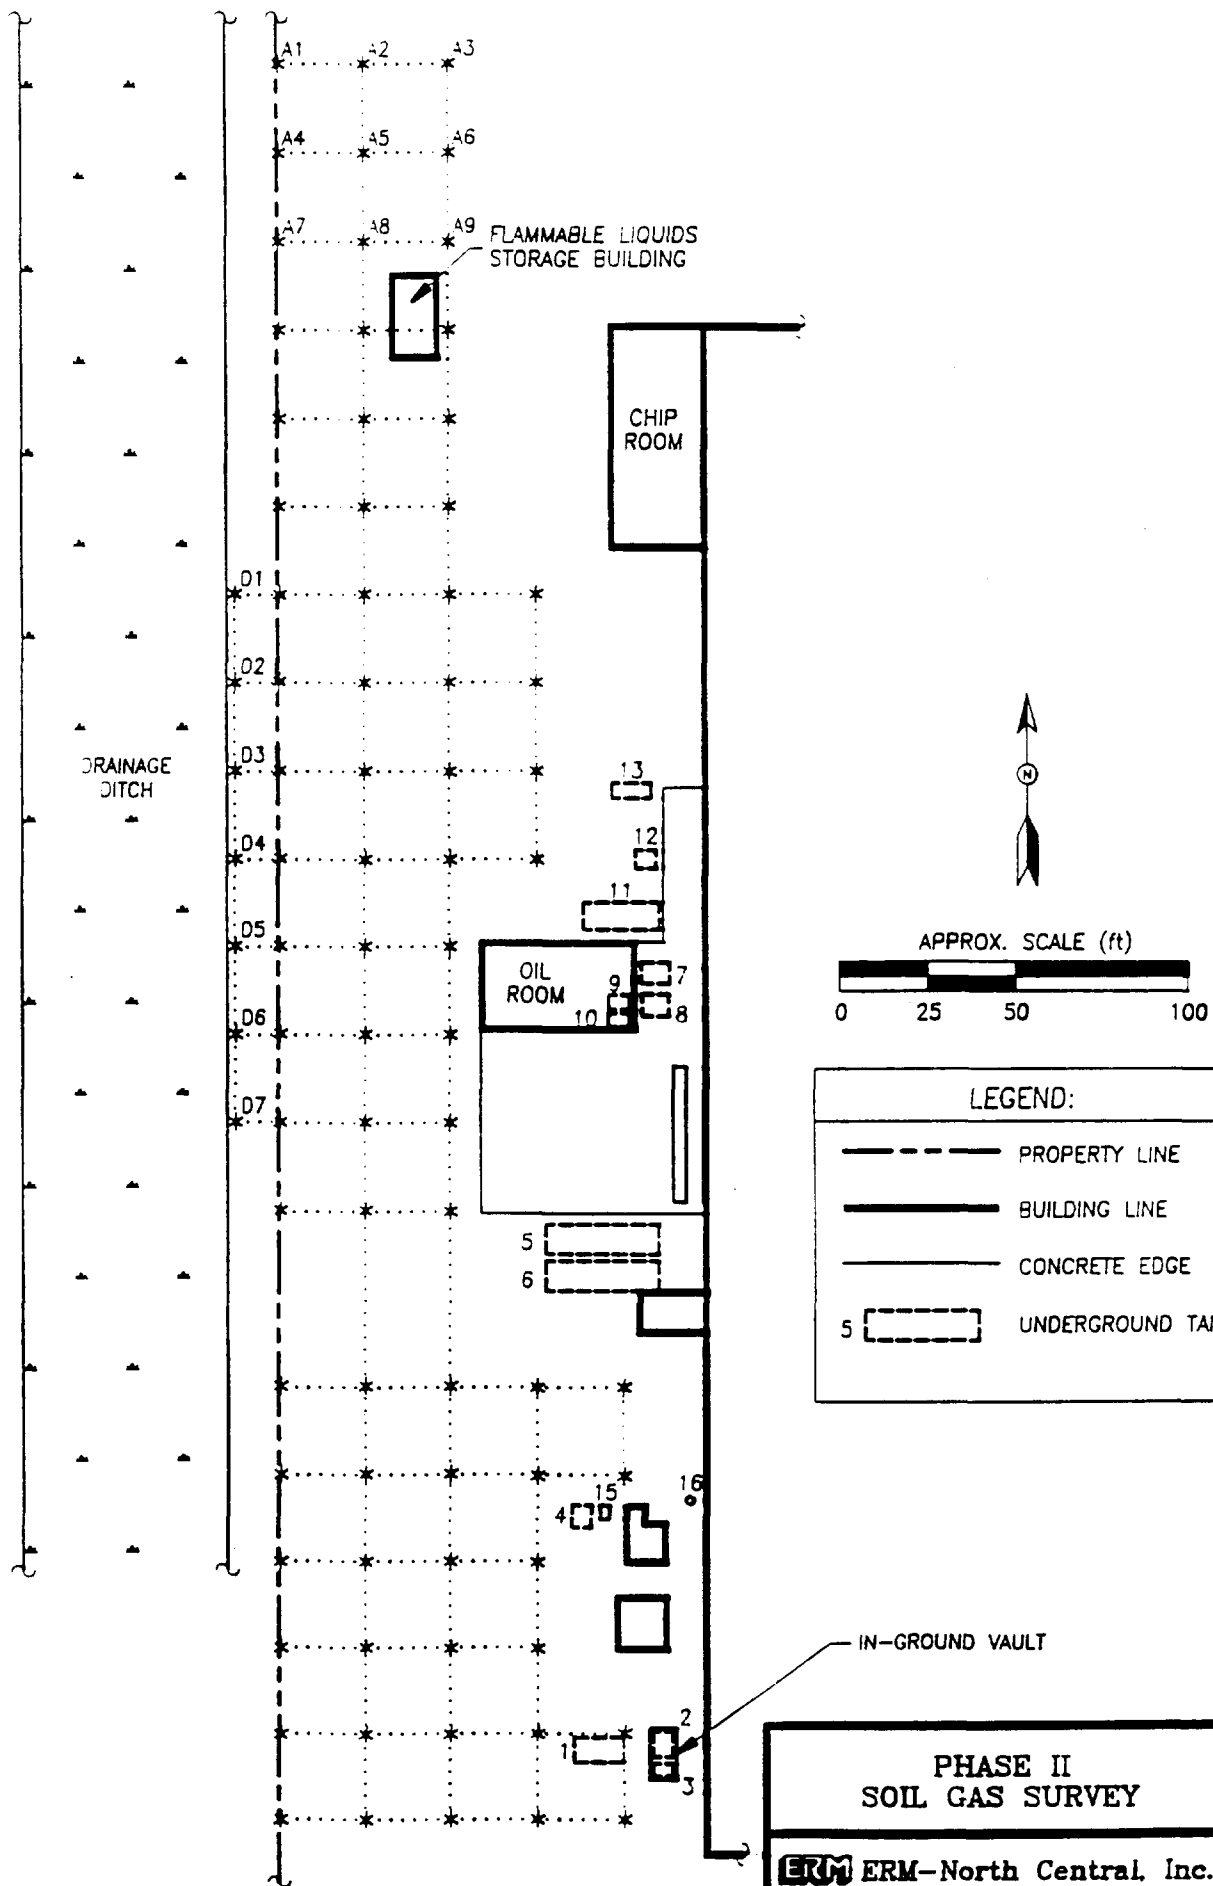 A1 A2 A3
A4 A5 A6
A7 A8 A9
FLAMMABLE LIQUIDS
STORAGE BUILDING
CHIP
ROOM
D1
D2
D3
DRAINAGE
DITCH
13
D4
12
11
D5
OIL
ROOM
7
9
8
10
D6
D7
5
6
16
15
4
IN-GROUND VAULT
2
1
3
N
APPROX. SCALE (ft)
0 25 50 100
LEGEND:
PROPERTY LINE
BUILDING LINE
CONCRETE EDGE
5 UNDERGROUND TA
PHASE II
SOIL GAS SURVEY
ERM ERM-North Central, Inc.